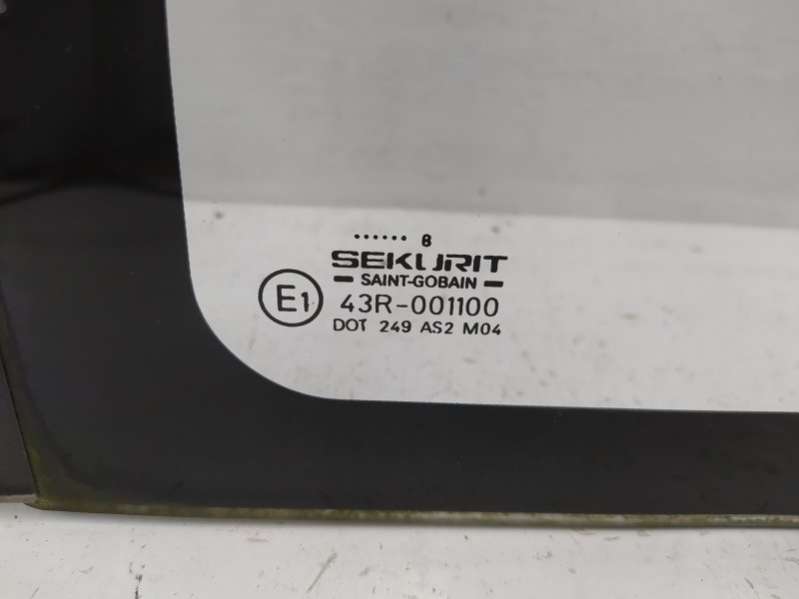 ...... 8
SEKURIT
SAINT-GOBAIN
E1 43R-001100
DOT 249 AS2 M04